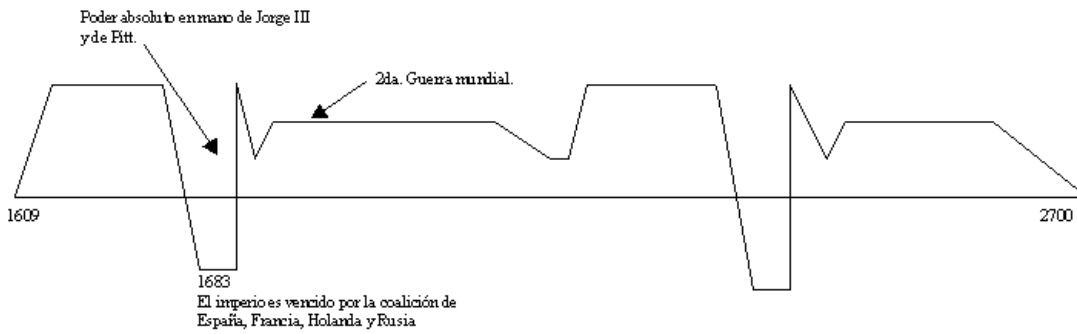 Poder absoluto en mano de Jorge III
y de Pitt.
2da. Guerra mundial.
1609
2700
1683
El imperio es vencido por la coalición de
España, Francia, Holanda y Rusia